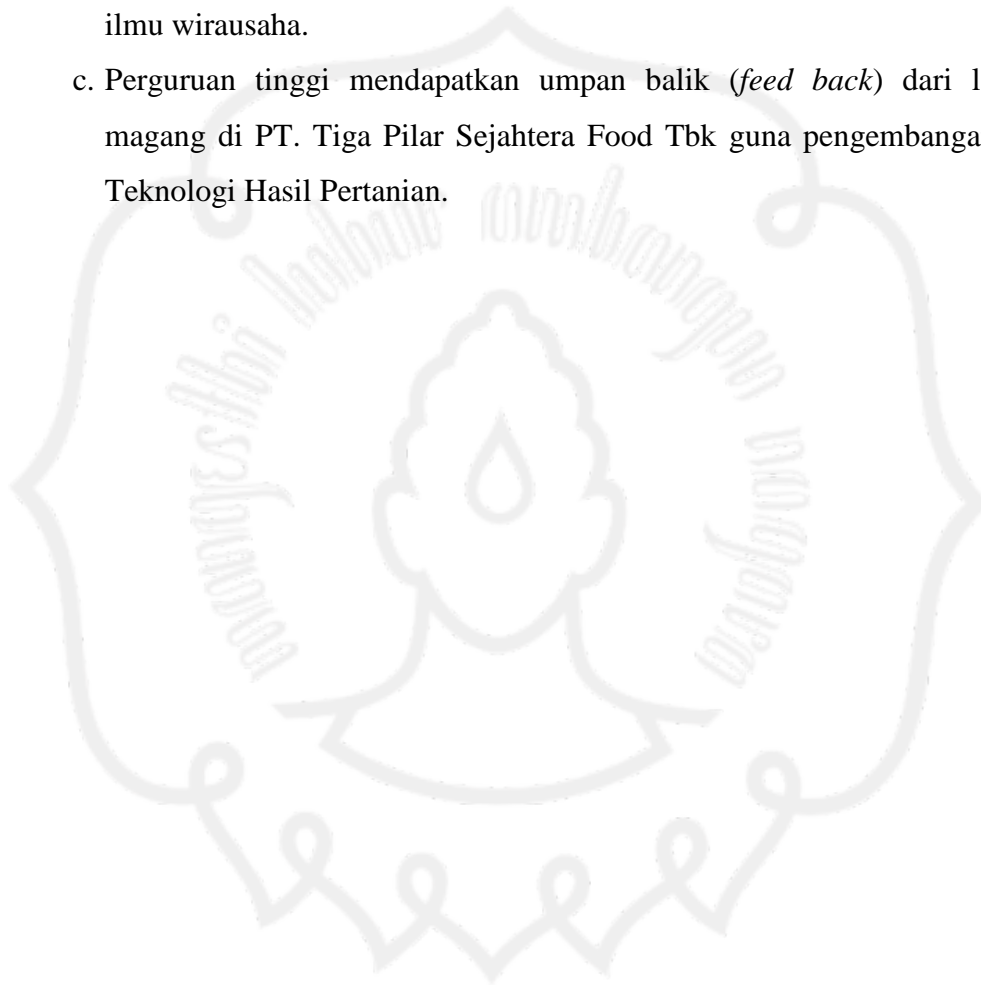 ilmu wirausaha.
c. Perguruan tinggi mendapatkan umpan balik (feed back) dari l
magang di PT. Tiga Pilar Sejahtera Food Tbk guna pengembanga
Teknologi Hasil Pertanian.